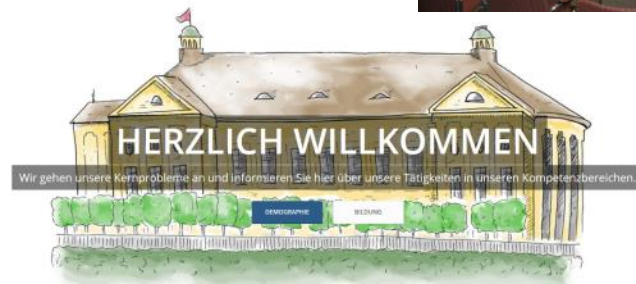 HERZLICH WILLKOMMEN
Wir gehen unsere Kernprobleme an und informieren Sie hier über unsere Tätigkeiten in unseren Kompetenzbereichen.
DEMOGRAPHIE BILDUNG